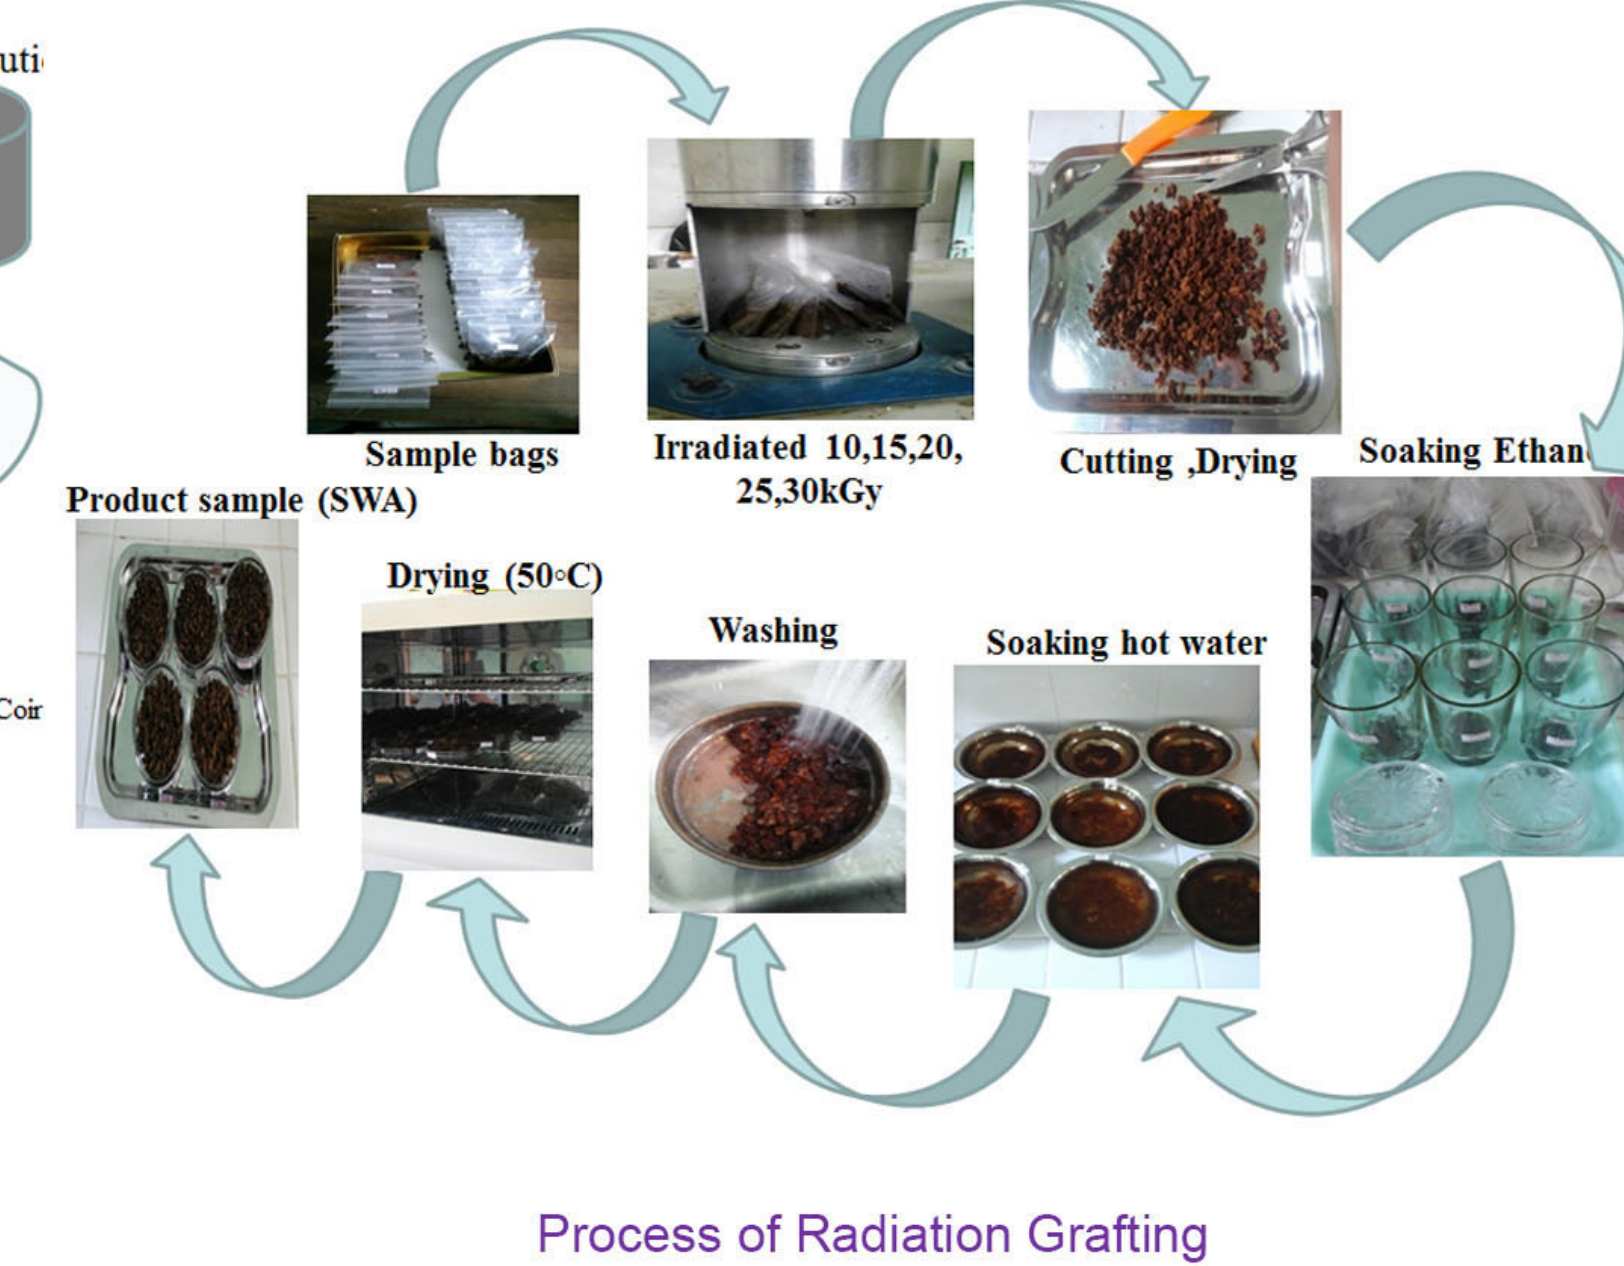 Sample bags
Irradiated 10,15,20,
25,30kGy
Cutting ,Drying
Soaking
Product sample (SWA)
Drying (50◦C)
Washing
Soaking hot water
Process of Radiation Grafting